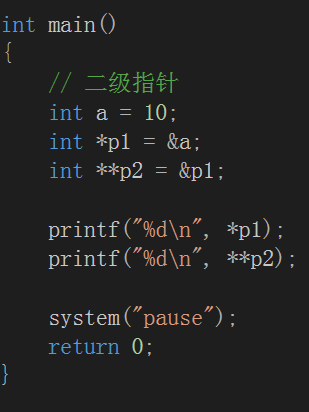 int main()
{
// 二级指针
int a = 10;
int *p1 = &a;
int **p2 = &p1;
printf("%d\n", *p1);
printf("%d\n", **p2);
system("pause");
return 0;
}